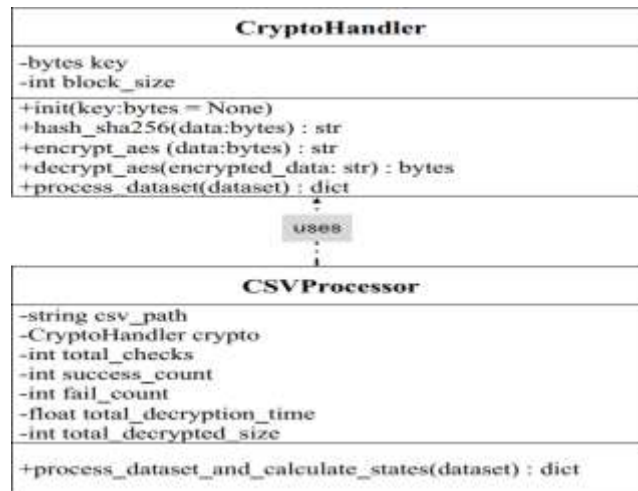 CryptoHandler
-bytes key
-int block_size
+init(key:bytes = None)
+hash_sha256(data:bytes) : str
+encrypt_aes (data:bytes) : str
+decrypt_aes(encrypted_data: str) : bytes
+process_dataset(dataset) : dict
uses
CSVProcessor
-string csv_path
-CryptoHandler crypto
-int total_checks
-int success_count
-int fail_count
-float total_decryption_time
-int total_decrypted_size
+process_dataset_and_calculate_states(dataset) : dict